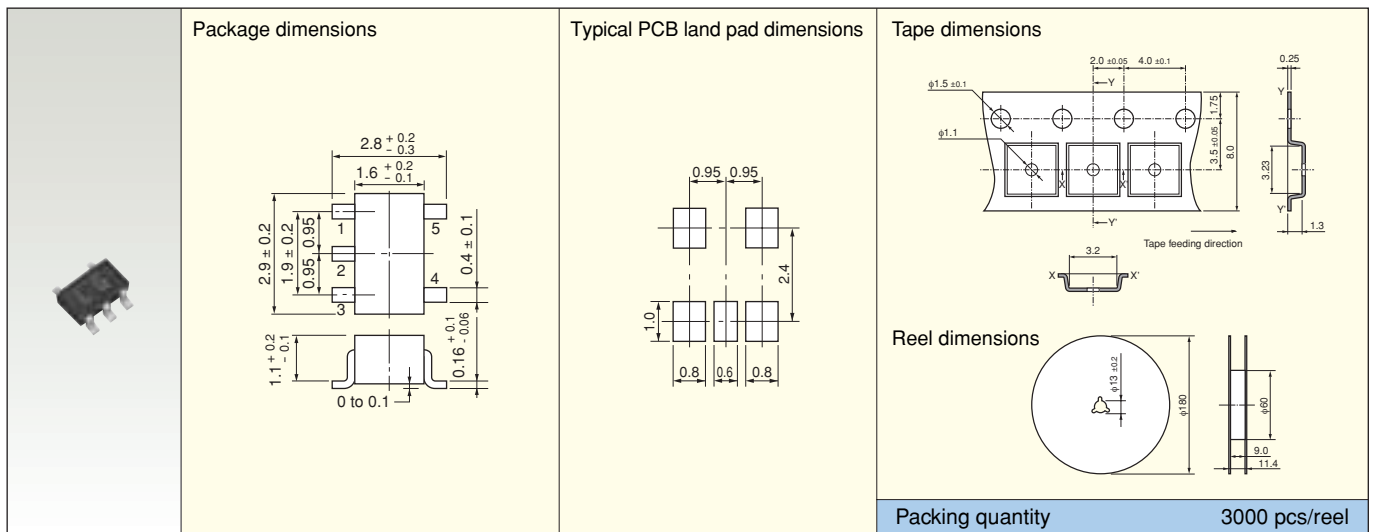 Package dimensions
2.8 + 0.2 - 0.3
1.6 + 0.2 - 0.1
2.9 ± 0.2
1.9 ± 0.2
0.95 0.95
1
2
3
5
4
0.4 ± 0.1
1.1 + 0.2 - 0.1
0.16 + 0.1 - 0.06
0 to 0.1
Typical PCB land pad dimensions
0.95 0.95
2.4
1.0
0.8 0.6 0.8
Tape dimensions
2.0 ±0.05 4.0 ±0.1
0.25
φ1.5 ±0.1
Y
Y
1.75
φ1.1
3.5 ±0.05
8.0
3.23
X X'
Y'
Y'
1.3
Tape feeding direction
3.2
X X'
Reel dimensions
φ13 ±0.2
φ180
φ60
9.0
11.4
Packing quantity 3000 pcs/reel